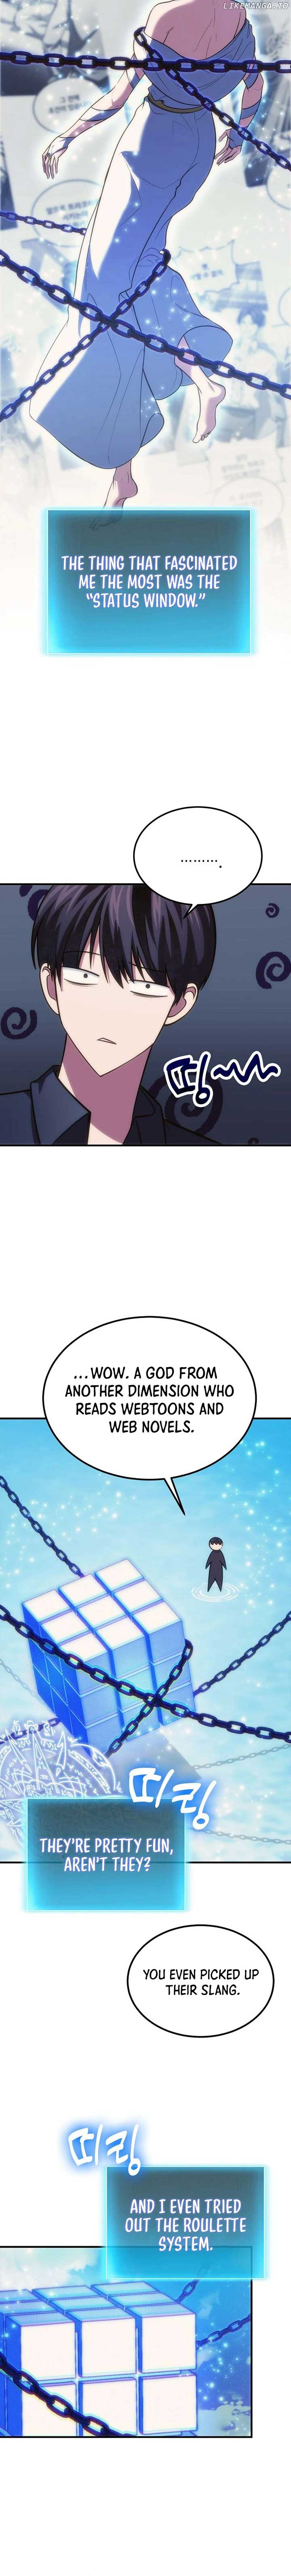 LIKEMANGA.IO
THE THING THAT FASCINATED
ME THE MOST WAS THE
"STATUS WINDOW."
..........
띵
...WOW. A GOD FROM
ANOTHER DIMENSION WHO
READS WEBTOONS AND
WEB NOVELS.
띠링
THEY'RE PRETTY FUN,
AREN'T THEY?
YOU EVEN PICKED UP
THEIR SLANG.
띠링
AND I EVEN TRIED
OUT THE ROULETTE
SYSTEM.